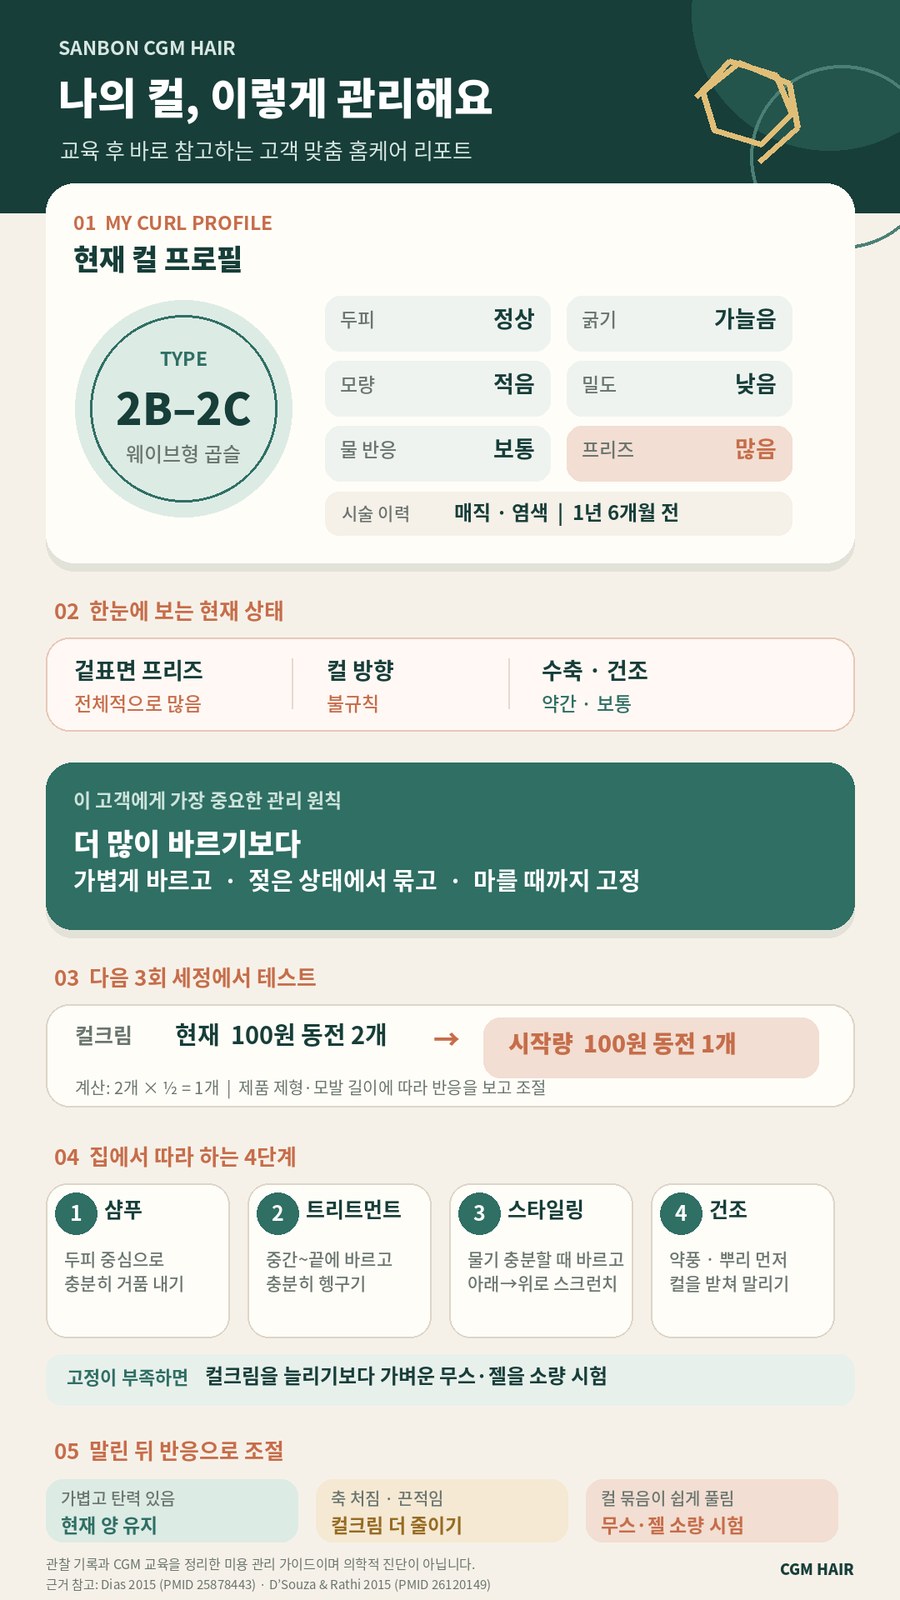 SANBON CGM HAIR
나의 컬, 이렇게 관리해요
교육 후 바로 참고하는 고객 맞춤 홈케어 리포트
01 MY CURL PROFILE
현재 컬 프로필
TYPE
2B–2C
웨이브형 곱슬
두피 정상
굵기 가늘음
모량 적음
밀도 낮음
물 반응 보통
프리즈 많음
시술 이력 매직 · 염색 | 1년 6개월 전
02 한눈에 보는 현재 상태
겉표면 프리즈
전체적으로 많음
컬 방향
불규칙
수축 · 건조
약간 · 보통
이 고객에게 가장 중요한 관리 원칙
더 많이 바르기보다
가볍게 바르고 · 젖은 상태에서 묶고 · 마를 때까지 고정
03 다음 3회 세정에서 테스트
컬크림 현재 100원 동전 2개 → 시작량 100원 동전 1개
계산: 2개 × ½ = 1개 | 제품 제형·모발 길이에 따라 반응을 보고 조절
04 집에서 따라 하는 4단계
1 샴푸
두피 중심으로
충분히 거품 내기
2 트리트먼트
중간~끝에 바르고
충분히 헹구기
3 스타일링
물기 충분할 때 바르고
아래→위로 스크런치
4 건조
약풍 · 뿌리 먼저
컬을 받쳐 말리기
고정이 부족하면 컬크림을 늘리기보다 가벼운 무스·젤을 소량 시험
05 말린 뒤 반응으로 조절
가볍고 탄력 있음
현재 양 유지
축 처짐 · 끈적임
컬크림 더 줄이기
컬 묶음이 쉽게 풀림
무스·젤 소량 시험
관찰 기록과 CGM 교육을 정리한 미용 관리 가이드이며 의학적 진단이 아닙니다.
근거 참고: Dias 2015 (PMID 25878443) · D'Souza & Rathi 2015 (PMID 26120149)
CGM HAIR